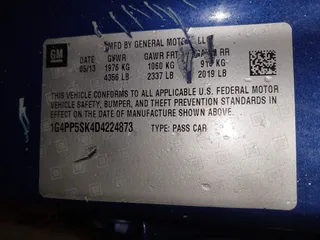 GM
MFD BY GENERAL MOTORS LLC
DATE GVWR GAWR FRT GAWR RR
05/13 1976 KG 1060 KG 916 KG
4356 LB 2337 LB 2019 LB
THIS VEHICLE CONFORMS TO ALL APPLICABLE U.S. FEDERAL MOTOR
VEHICLE SAFETY, BUMPER, AND THEFT PREVENTION STANDARDS IN
EFFECT ON THE DATE OF MANUFACTURE SHOWN ABOVE.
1G4PP5SK4D4224873 TYPE: PASS CAR